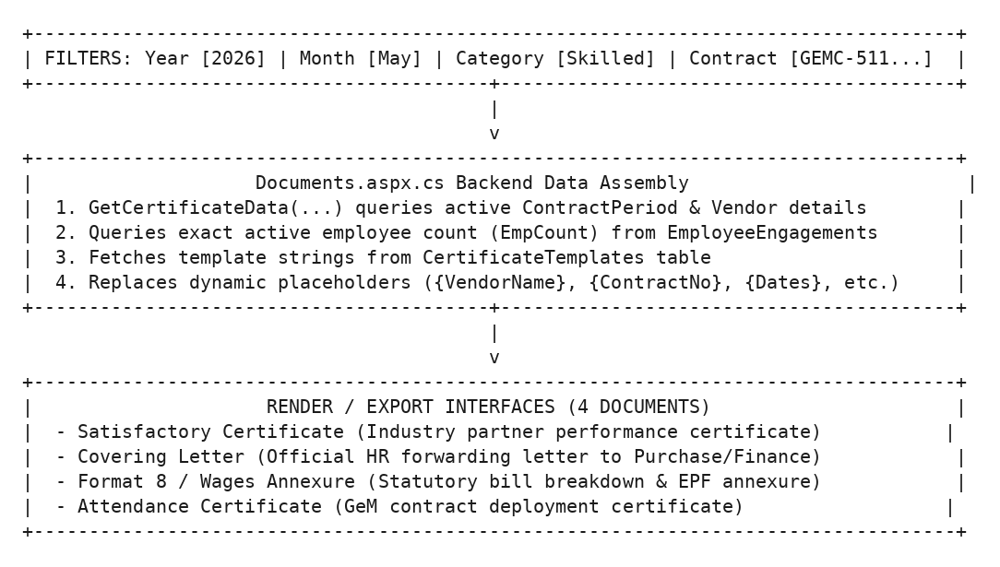 +-----------------------------------------------------------------------------------+
| FILTERS: Year [2026] | Month [May] | Category [Skilled] | Contract [GEMC-511...]  |
+-----------------------------------------+-----------------------------------------+
                                          |
                                          v
+-----------------------------------------------------------------------------------+
|                    Documents.aspx.cs Backend Data Assembly                         |
|  1. GetCertificateData(...) queries active ContractPeriod & Vendor details        |
|  2. Queries exact active employee count (EmpCount) from EmployeeEngagements       |
|  3. Fetches template strings from CertificateTemplates table                      |
|  4. Replaces dynamic placeholders ({VendorName}, {ContractNo}, {Dates}, etc.)     |
+-----------------------------------------+-----------------------------------------+
                                          |
                                          v
+-----------------------------------------------------------------------------------+
|                     RENDER / EXPORT INTERFACES (4 DOCUMENTS)                      |
|  - Satisfactory Certificate (Industry partner performance certificate)           |
|  - Covering Letter (Official HR forwarding letter to Purchase/Finance)            |
|  - Format 8 / Wages Annexure (Statutory bill breakdown & EPF annexure)            |
|  - Attendance Certificate (GeM contract deployment certificate)                  |
+-----------------------------------------------------------------------------------+